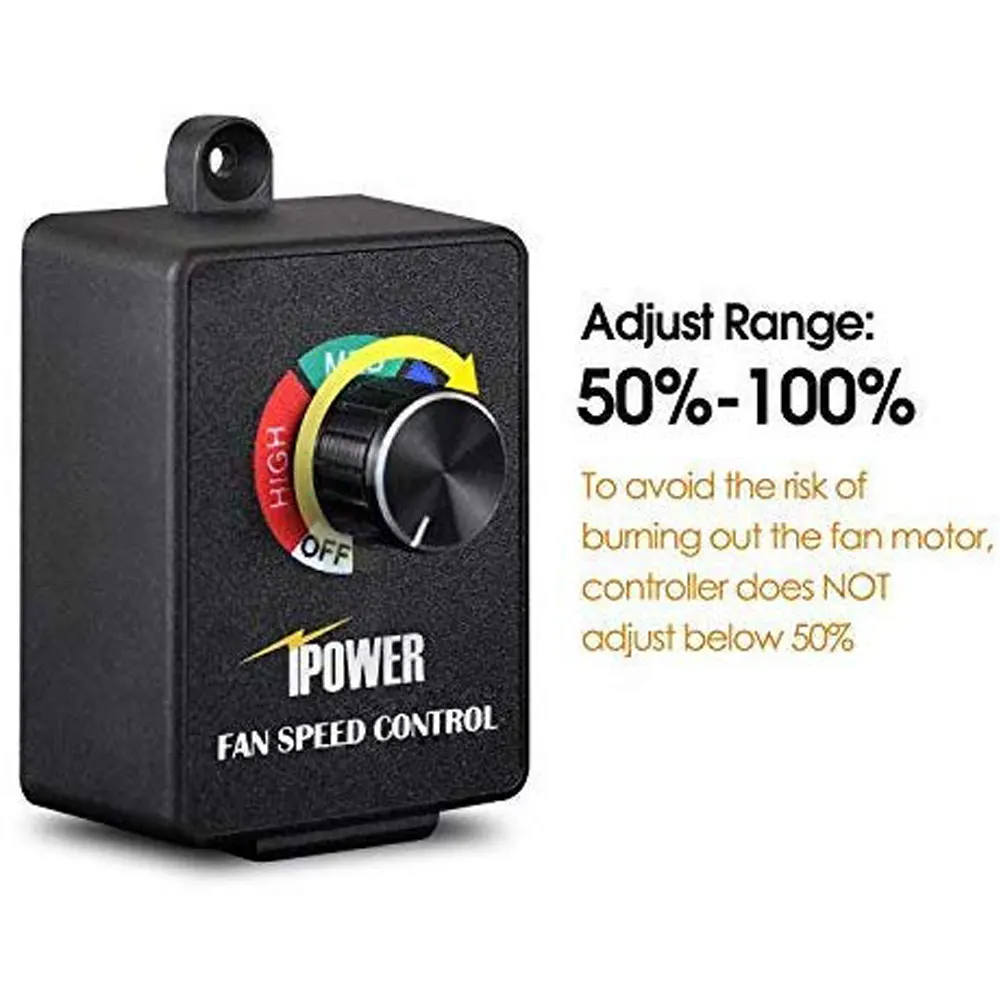 HIGH
OFF
IPOWER
FAN SPEED CONTROL
Adjust Range:
50%-100%
To avoid the risk of
burning out the fan motor,
controller does NOT
adjust below 50%